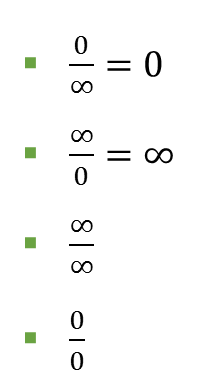 ▪ 0/∞ = 0
▪ ∞/0 = ∞
▪ ∞/∞
▪ 0/0